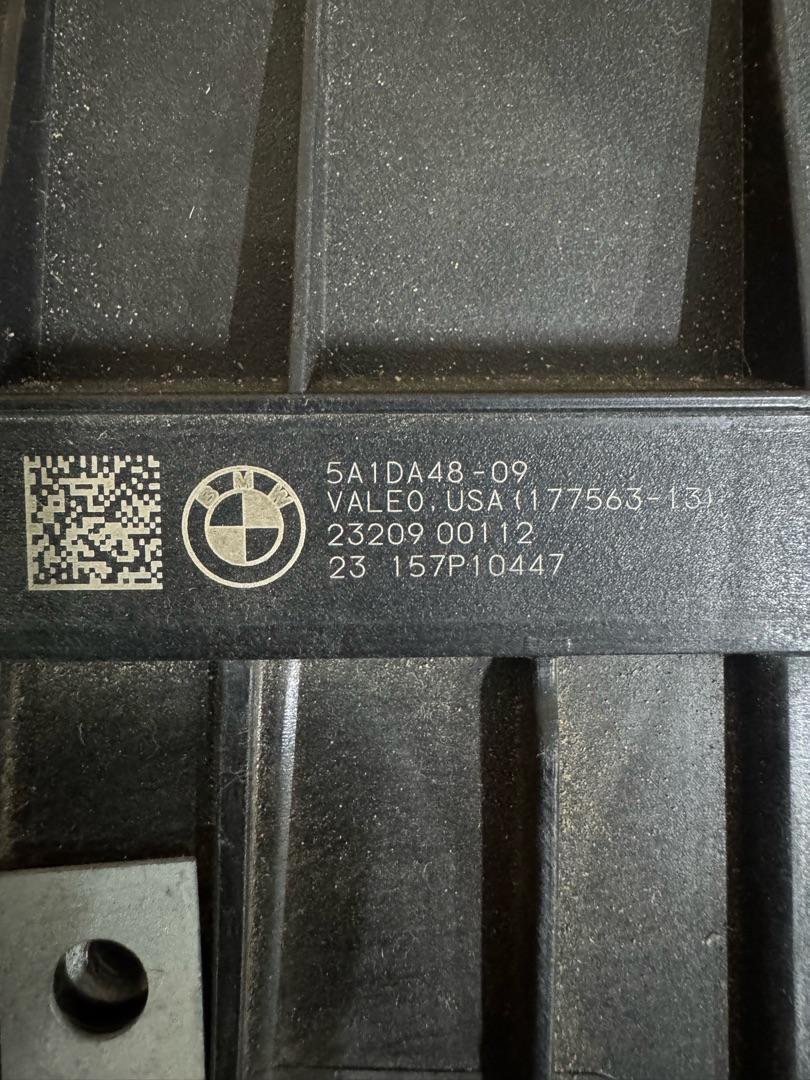 BMW
5A1DA48-09
VALEO, USA (177563-13)
23209 00112
23 157P10447